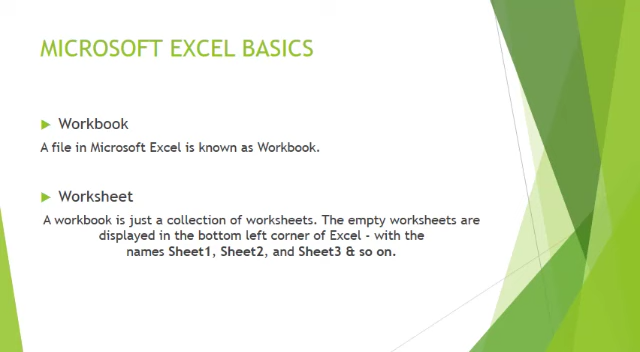 MICROSOFT EXCEL BASICS
Workbook
A file in Microsoft Excel is known as Workbook.
Worksheet
A workbook is just a collection of worksheets. The empty worksheets are
displayed in the bottom left corner of Excel - with the
names Sheet1, Sheet2, and Sheet3 & so on.